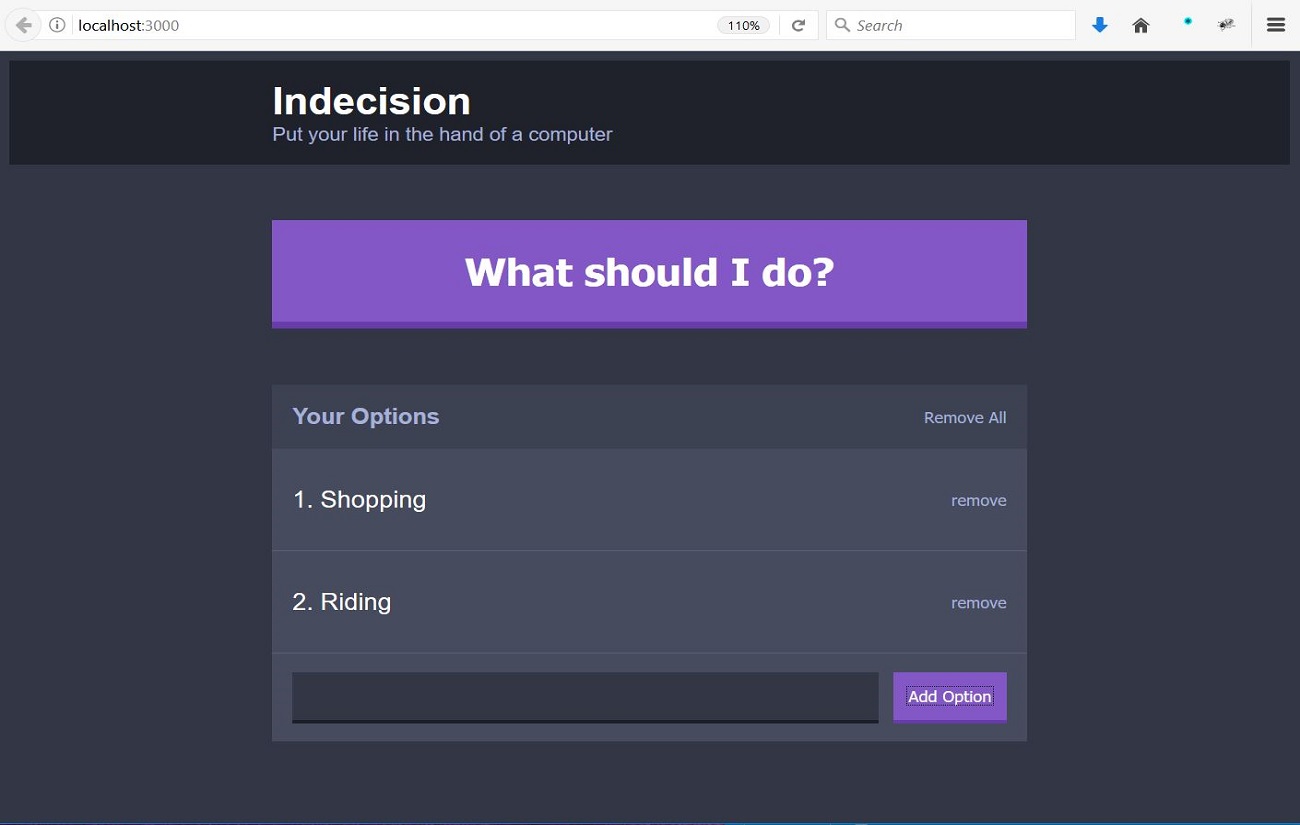 localhost:3000
110%
Search
Indecision
Put your life in the hand of a computer
What should I do?
Your Options
Remove All
1. Shopping
remove
2. Riding
remove
Add Option